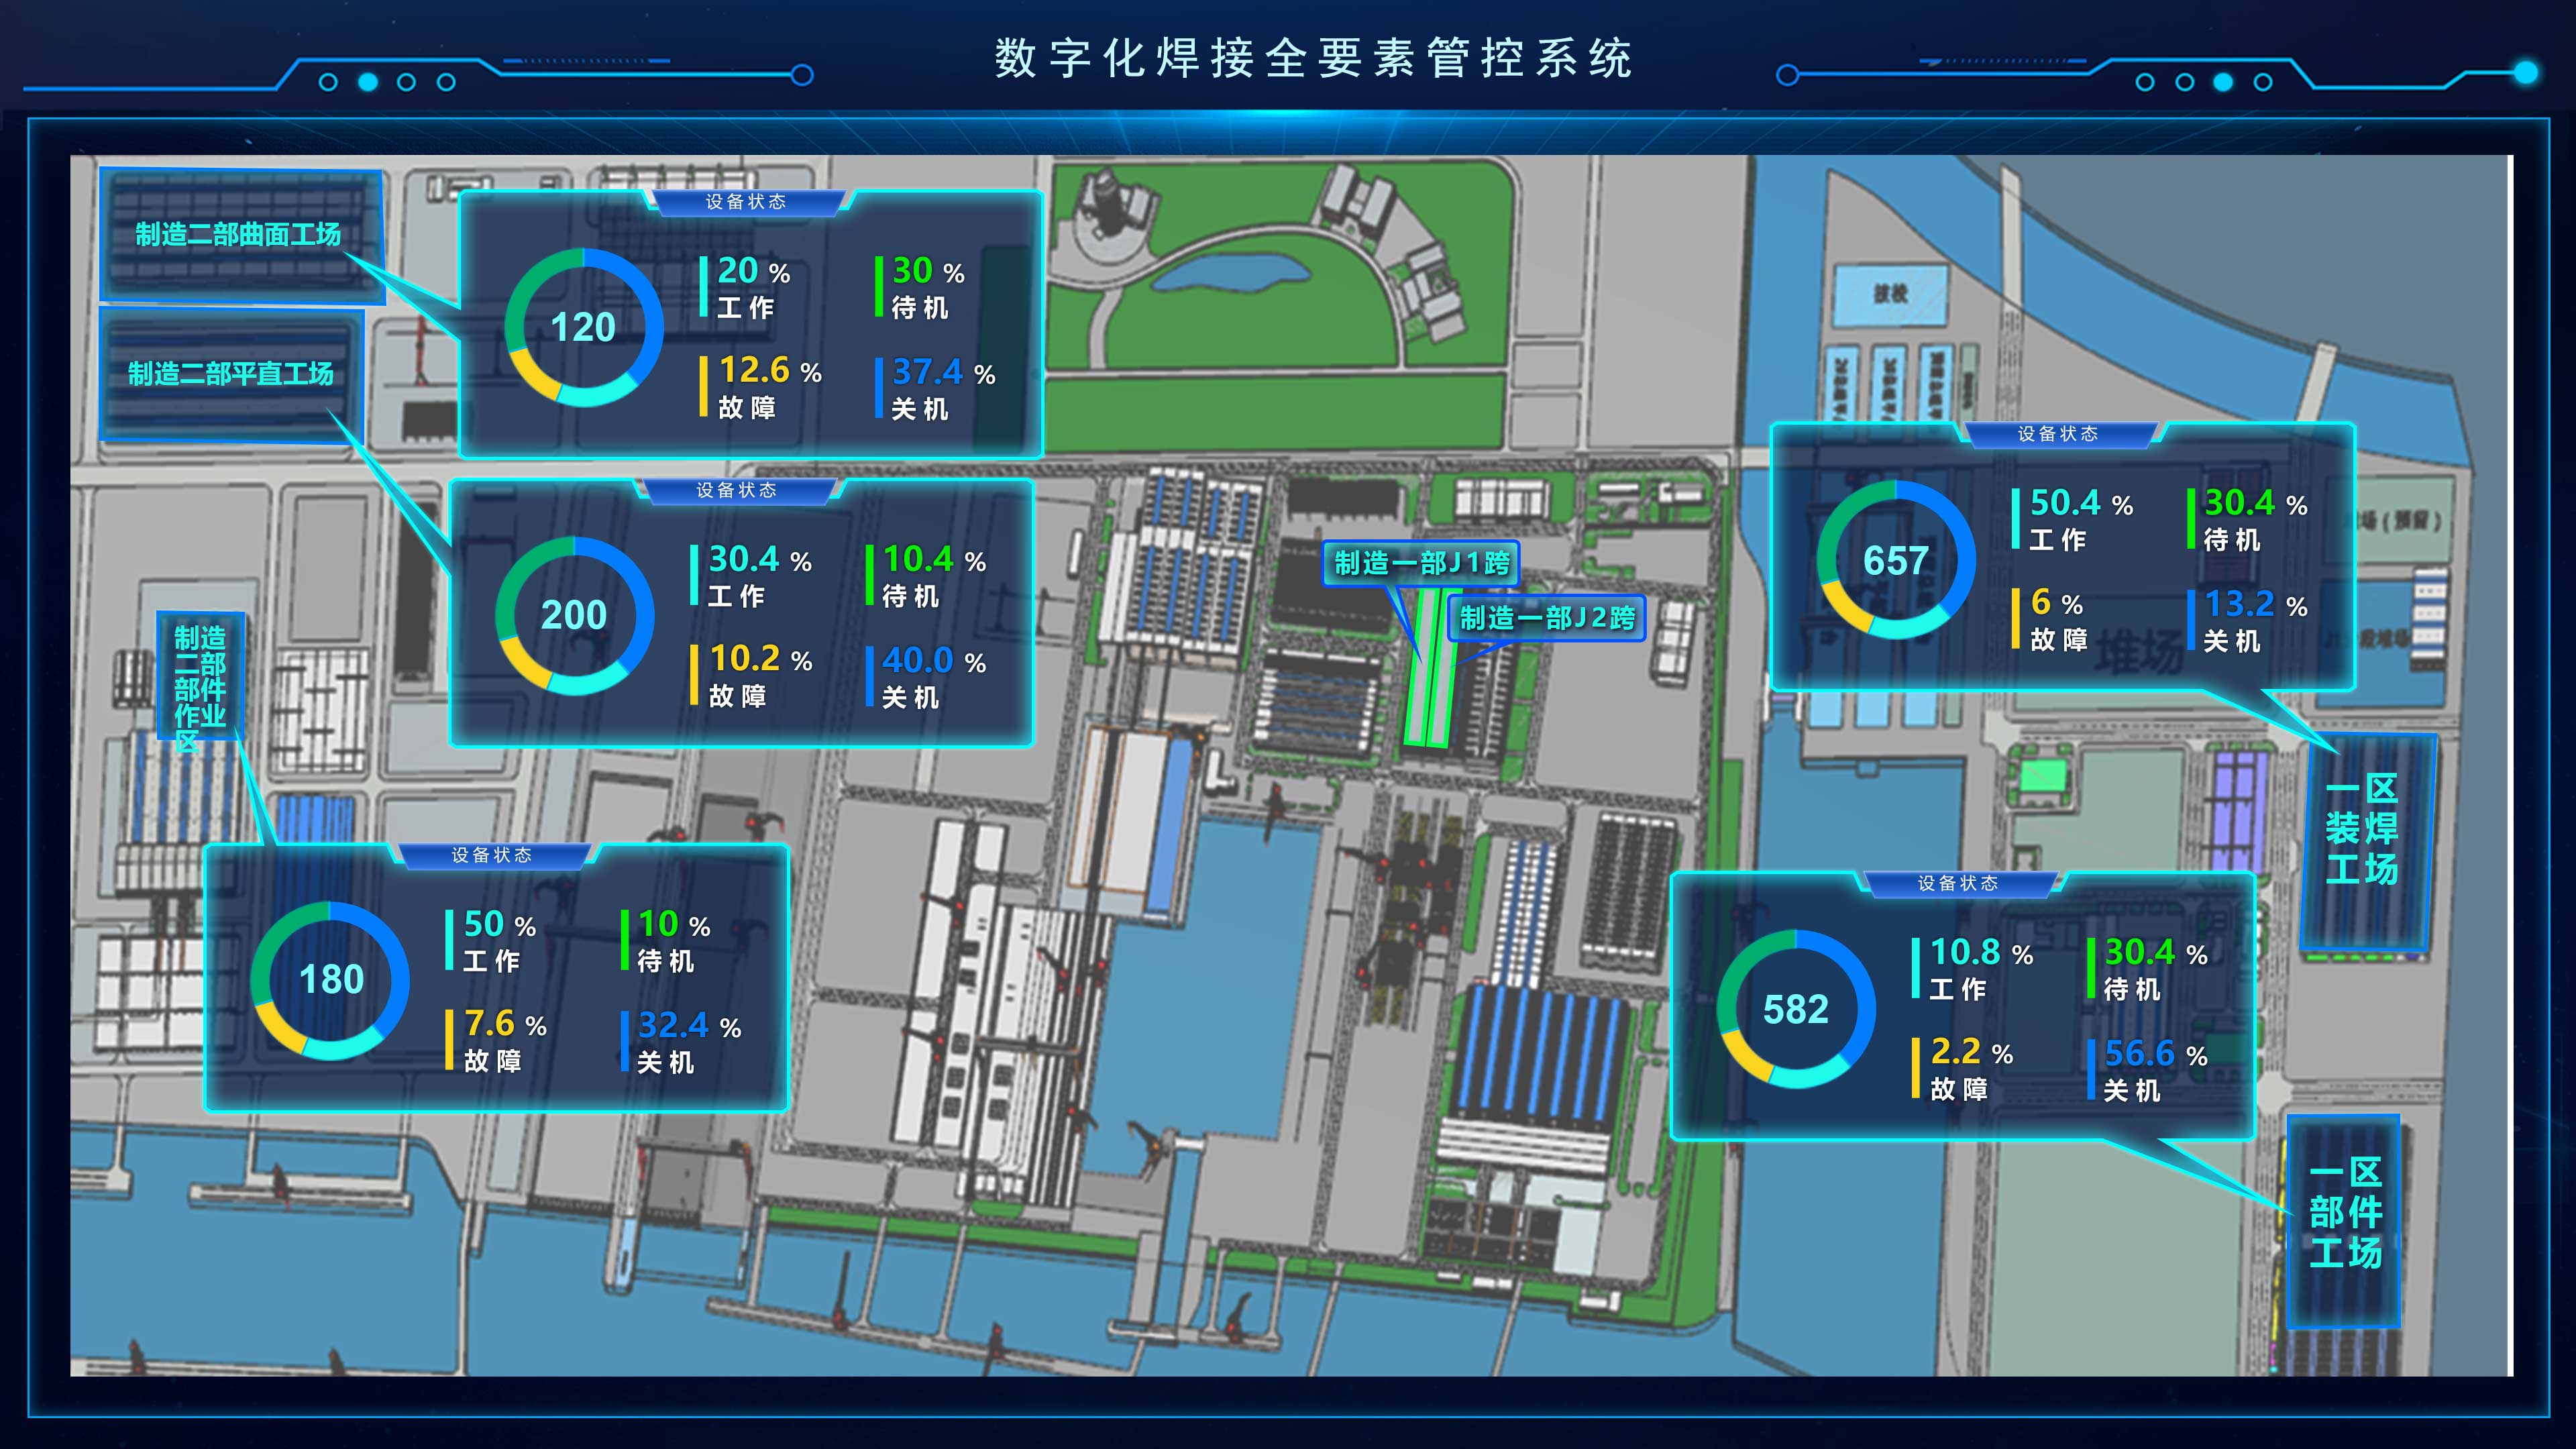 数字化焊接全要素管控系统
制造二部曲面工场
设备状态
120
20 %
工作
30 %
待机
12.6 %
故障
37.4 %
关机
制造二部平直工场
设备状态
200
30.4 %
工作
10.4 %
待机
10.2 %
故障
40.0 %
关机
制造
二部
部件
作业
区
设备状态
180
50 %
工作
10 %
待机
7.6 %
故障
32.4 %
关机
制造一部J1跨
制造一部J2跨
设备状态
657
50.4 %
工作
30.4 %
待机
6 %
故障
13.2 %
关机
堆场
场(预留)
段堆场
一区
装焊
工场
设备状态
582
10.8 %
工作
30.4 %
待机
2.2 %
故障
56.6 %
关机
一区
部件
工场